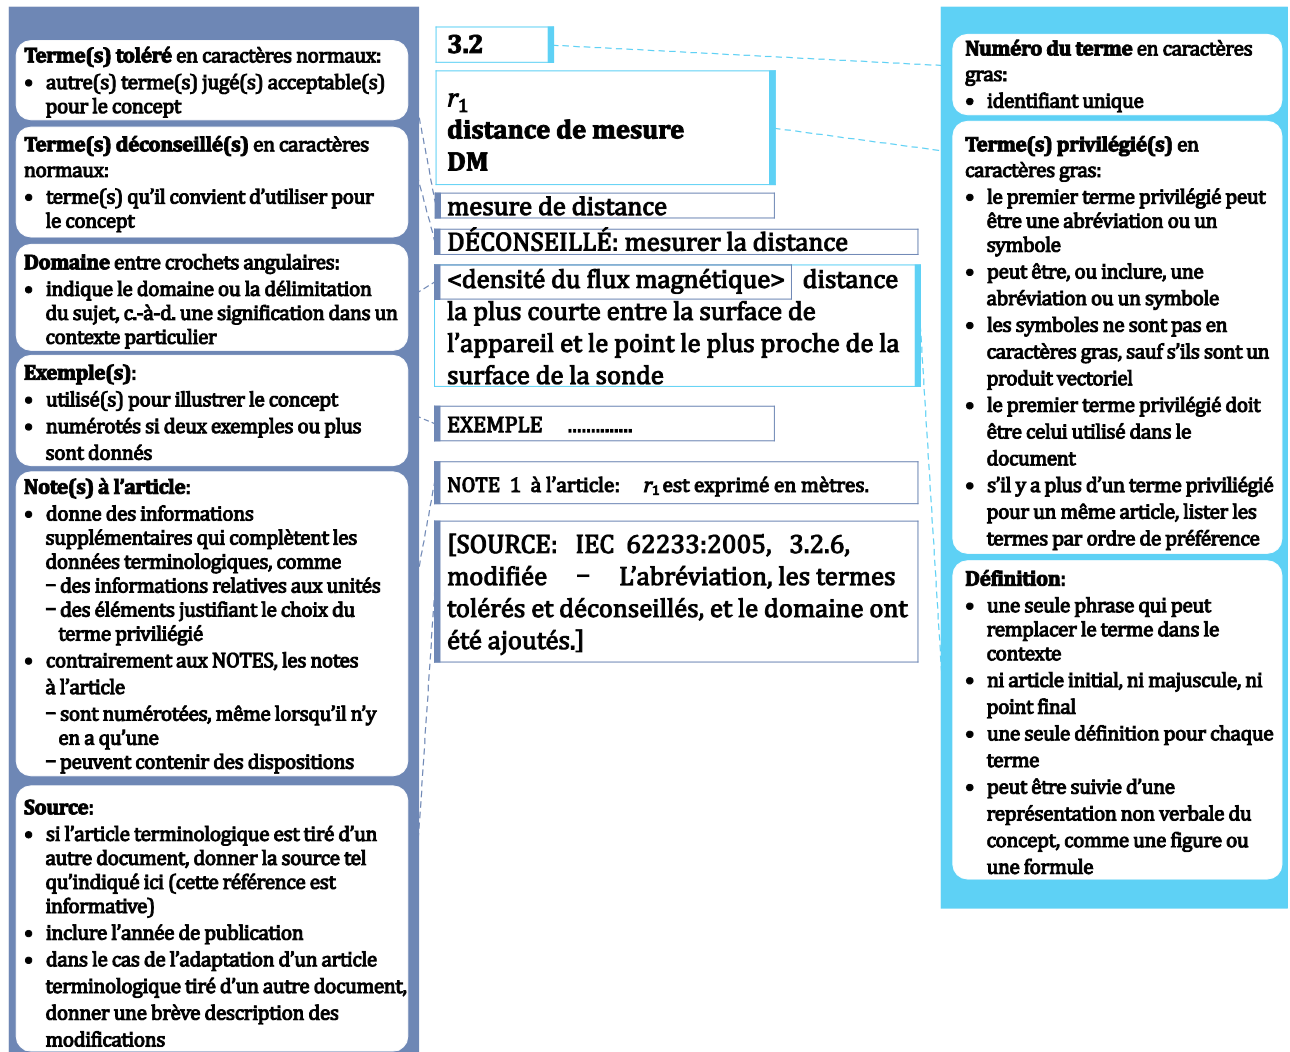 Terme(s) toléré en caractères normaux:
• autre(s) terme(s) jugé(s) acceptable(s)
pour le concept
Terme(s) déconseillé(s) en caractères
normaux:
• terme(s) qu’il convient d’utiliser pour
le concept
Domaine entre crochets angulaires:
• indique le domaine ou la délimitation
du sujet, c.-à-d. une signification dans un
contexte particulier
Exemple(s):
• utilisé(s) pour illustrer le concept
• numérotés si deux exemples ou plus
sont donnés
Note(s) à l’article:
• donne des informations
supplémentaires qui complètent les
données terminologiques, comme
– des informations relatives aux unités
– des éléments justifiant le choix du
terme priviliégié
• contrairement aux NOTES, les notes
à l’article
– sont numérotées, même lorsqu’il n’y
en a qu’une
– peuvent contenir des dispositions
Source:
• si l’article terminologique est tiré d’un
autre document, donner la source tel
qu’indiqué ici (cette référence est
informative)
• inclure l’année de publication
• dans le cas de l’adaptation d’un article
terminologique tiré d’un autre document,
donner une brève description des
modifications
3.2
r1
distance de mesure
DM
mesure de distance
DÉCONSEILLÉ: mesurer la distance
<densité du flux magnétique> distance
la plus courte entre la surface de
l’appareil et le point le plus proche de la
surface de la sonde
EXEMPLE ..............
NOTE 1 à l’article: r1 est exprimé en mètres.
[SOURCE: IEC 62233:2005, 3.2.6,
modifiée – L’abréviation, les termes
tolérés et déconseillés, et le domaine ont
été ajoutés.]
Numéro du terme en caractères
gras:
• identifiant unique
Terme(s) privilégié(s) en
caractères gras:
• le premier terme privilégié peut
être une abréviation ou un
symbole
• peut être, ou inclure, une
abréviation ou un symbole
• les symboles ne sont pas en
caractères gras, sauf s’ils sont un
produit vectoriel
• le premier terme privilégié doit
être celui utilisé dans le
document
• s’il y a plus d’un terme priviliégié
pour un même article, lister les
termes par ordre de préférence
Définition:
• une seule phrase qui peut
remplacer le terme dans le
contexte
• ni article initial, ni majuscule, ni
point final
• une seule définition pour chaque
terme
• peut être suivie d’une
représentation non verbale du
concept, comme une figure ou
une formule